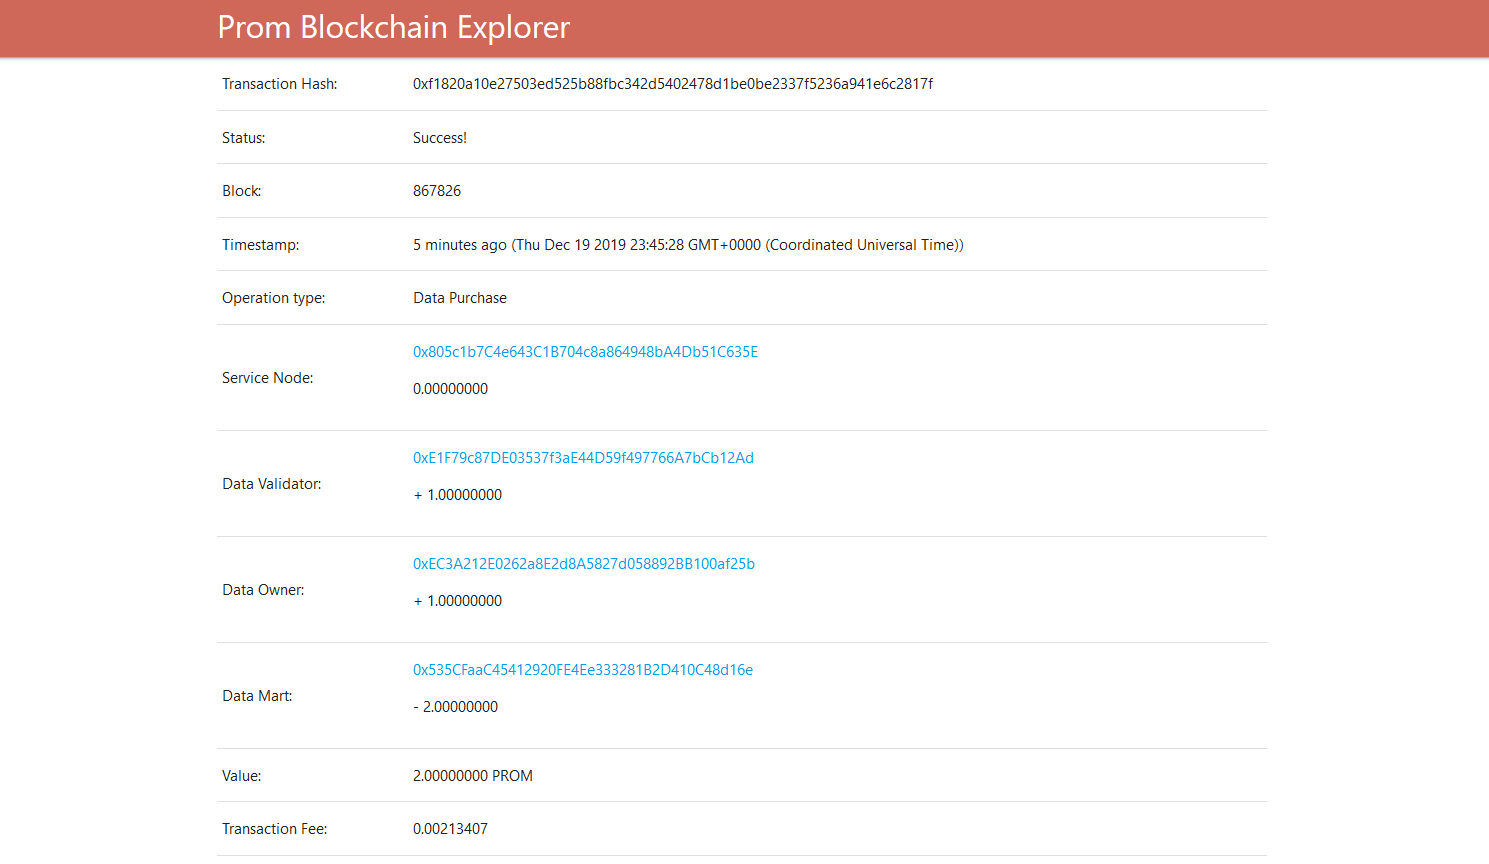 Prom Blockchain Explorer
Transaction Hash: 0xf1820a10e27503ed525b88fbc342d5402478d1be0be2337f5236a941e6c2817f
Status: Success!
Block: 867826
Timestamp: 5 minutes ago (Thu Dec 19 2019 23:45:28 GMT+0000 (Coordinated Universal Time))
Operation type: Data Purchase
Service Node:
0x805c1b7C4e643C1B704c8a864948bA4Db51C635E
0.00000000
Data Validator:
0xE1F79c87DE03537f3aE44D59f497766A7bCb12Ad
+ 1.00000000
Data Owner:
0xEC3A212E0262a8E2d8A5827d058892BB100af25b
+ 1.00000000
Data Mart:
0x535CFaaC45412920FE4Ee333281B2D410C48d16e
- 2.00000000
Value: 2.00000000 PROM
Transaction Fee: 0.00213407